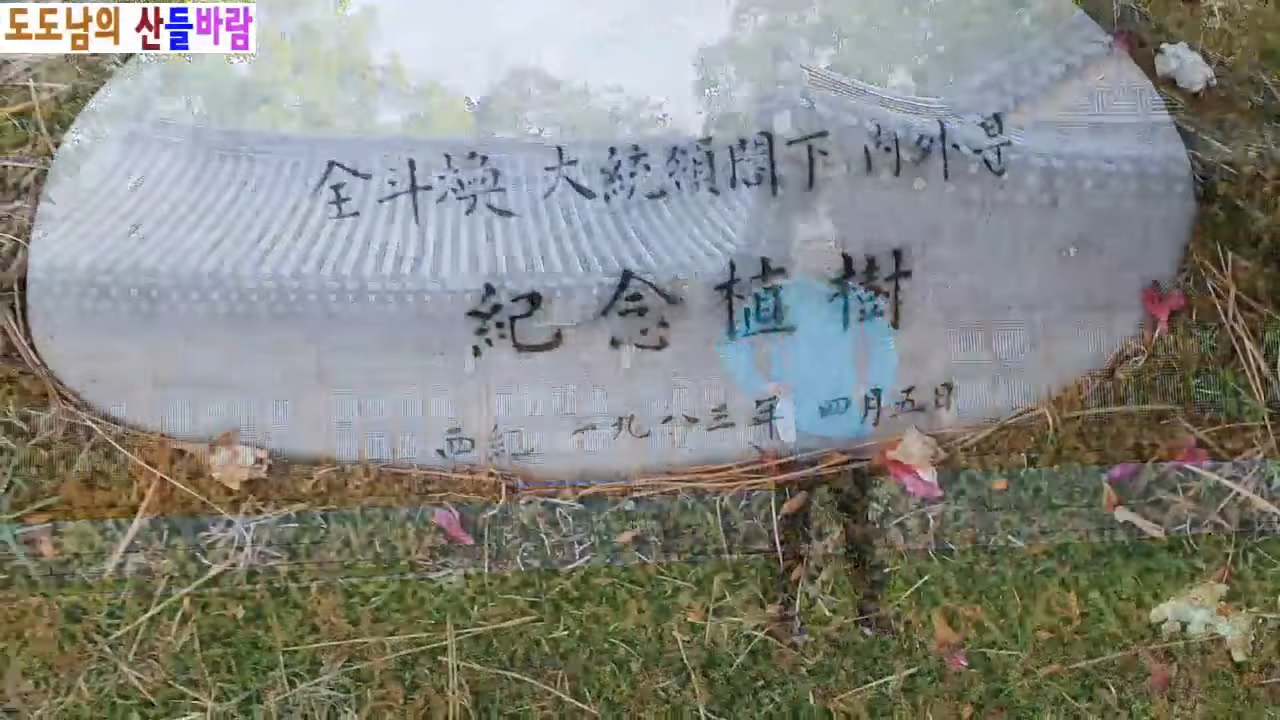 도도남의 산들바람
全斗煥 大統領閣下 內外분
紀念植樹
西紀 一九八三年 四月五日